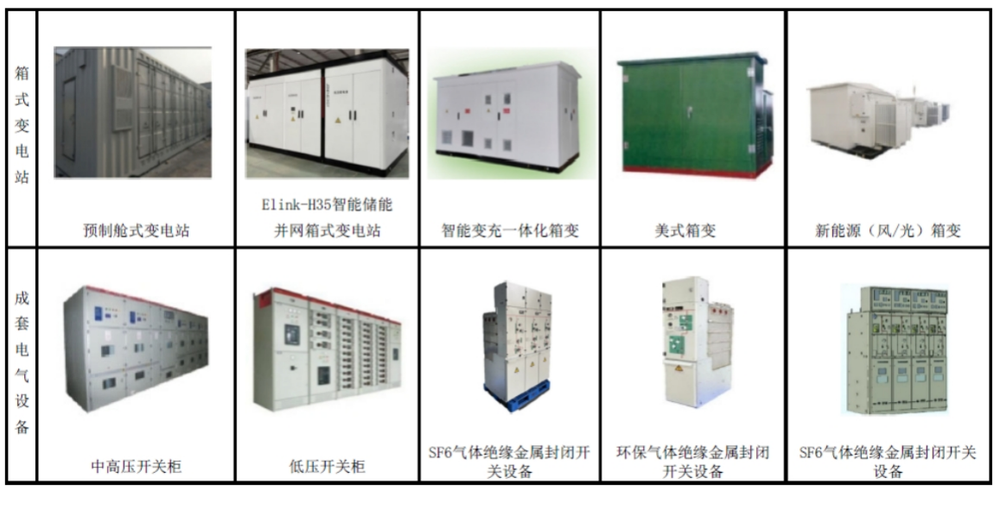 箱式变电站
预制舱式变电站
Elink-H35智能储能
并网箱式变电站
智能变充一体化箱变
美式箱变
新能源（风/光）箱变
成套电气设备
中高压开关柜
低压开关柜
SF6气体绝缘金属封闭开
关设备
环保气体绝缘金属封闭
开关设备
SF6气体绝缘金属封闭开关
设备